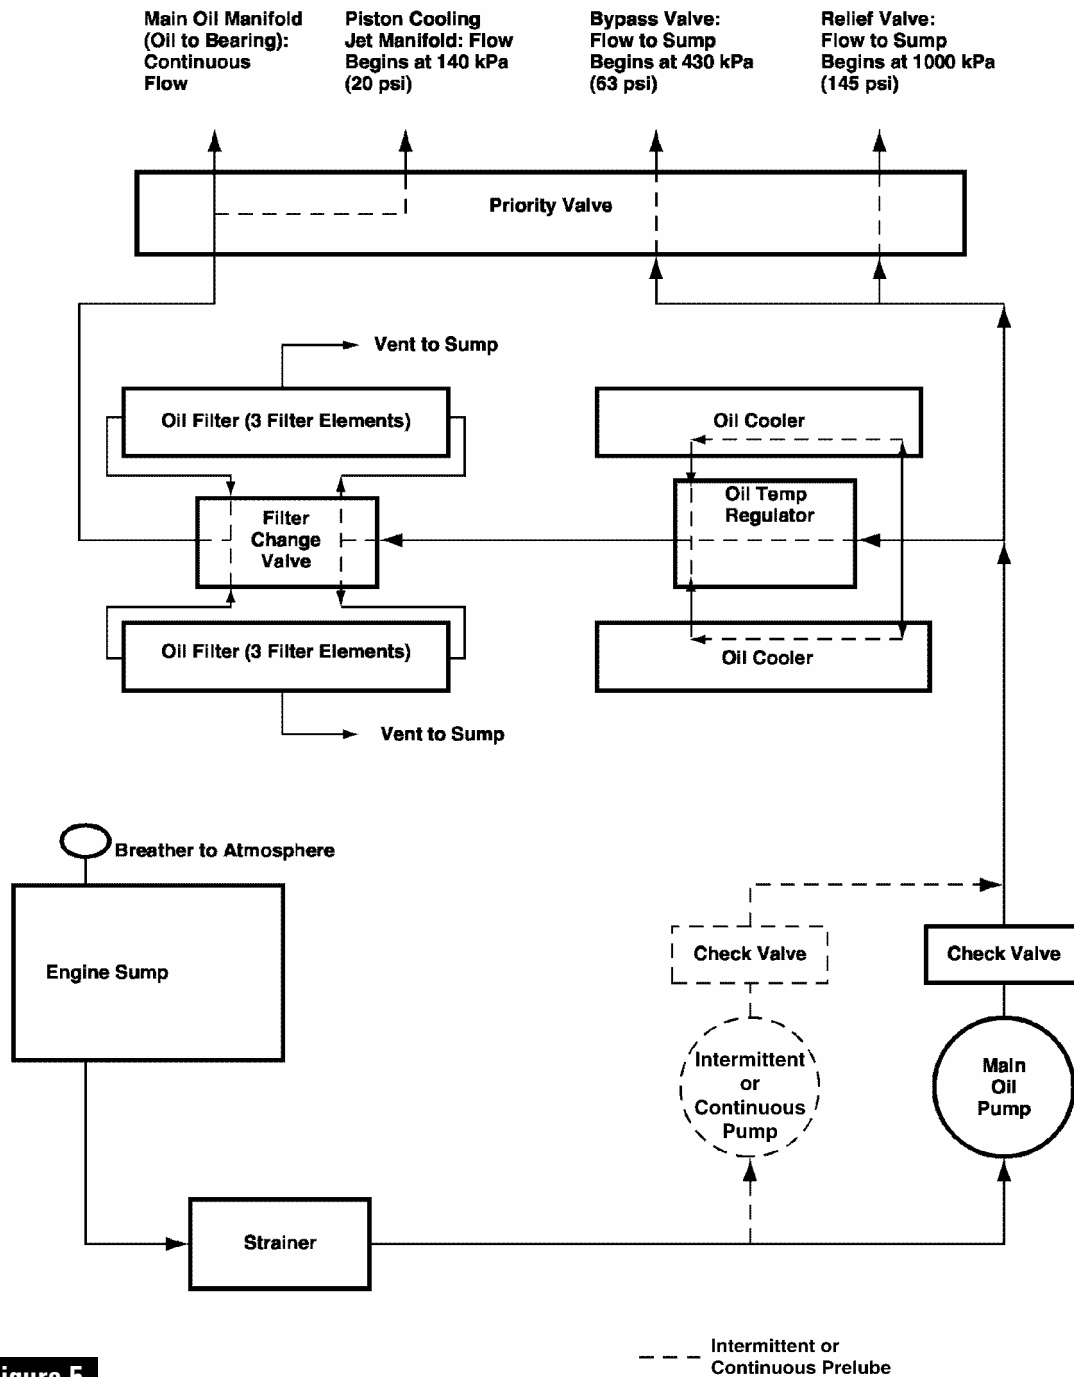 Main Oil Manifold
(Oil to Bearing):
Continuous
Flow
Piston Cooling
Jet Manifold: Flow
Begins at 140 kPa
(20 psi)
Bypass Valve:
Flow to Sump
Begins at 430 kPa
(63 psi)
Relief Valve:
Flow to Sump
Begins at 1000 kPa
(145 psi)
Priority Valve
Vent to Sump
Oil Filter (3 Filter Elements)
Oil Cooler
Filter
Change
Valve
Oil Temp
Regulator
Oil Filter (3 Filter Elements)
Oil Cooler
Vent to Sump
Breather to Atmosphere
Engine Sump
Check Valve
Check Valve
Intermittent
or
Continuous
Pump
Main
Oil
Pump
Strainer
Intermittent or
Continuous Prelube
igure 5